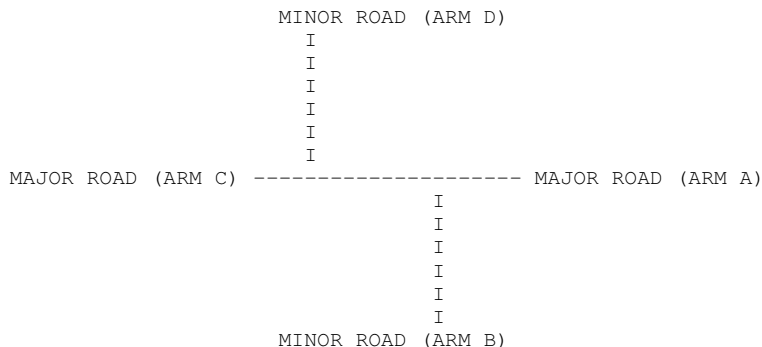 MINOR ROAD (ARM D)
I
I
I
I
I
I
MAJOR ROAD (ARM C) --------------------- MAJOR ROAD (ARM A)
I
I
I
I
I
I
MINOR ROAD (ARM B)